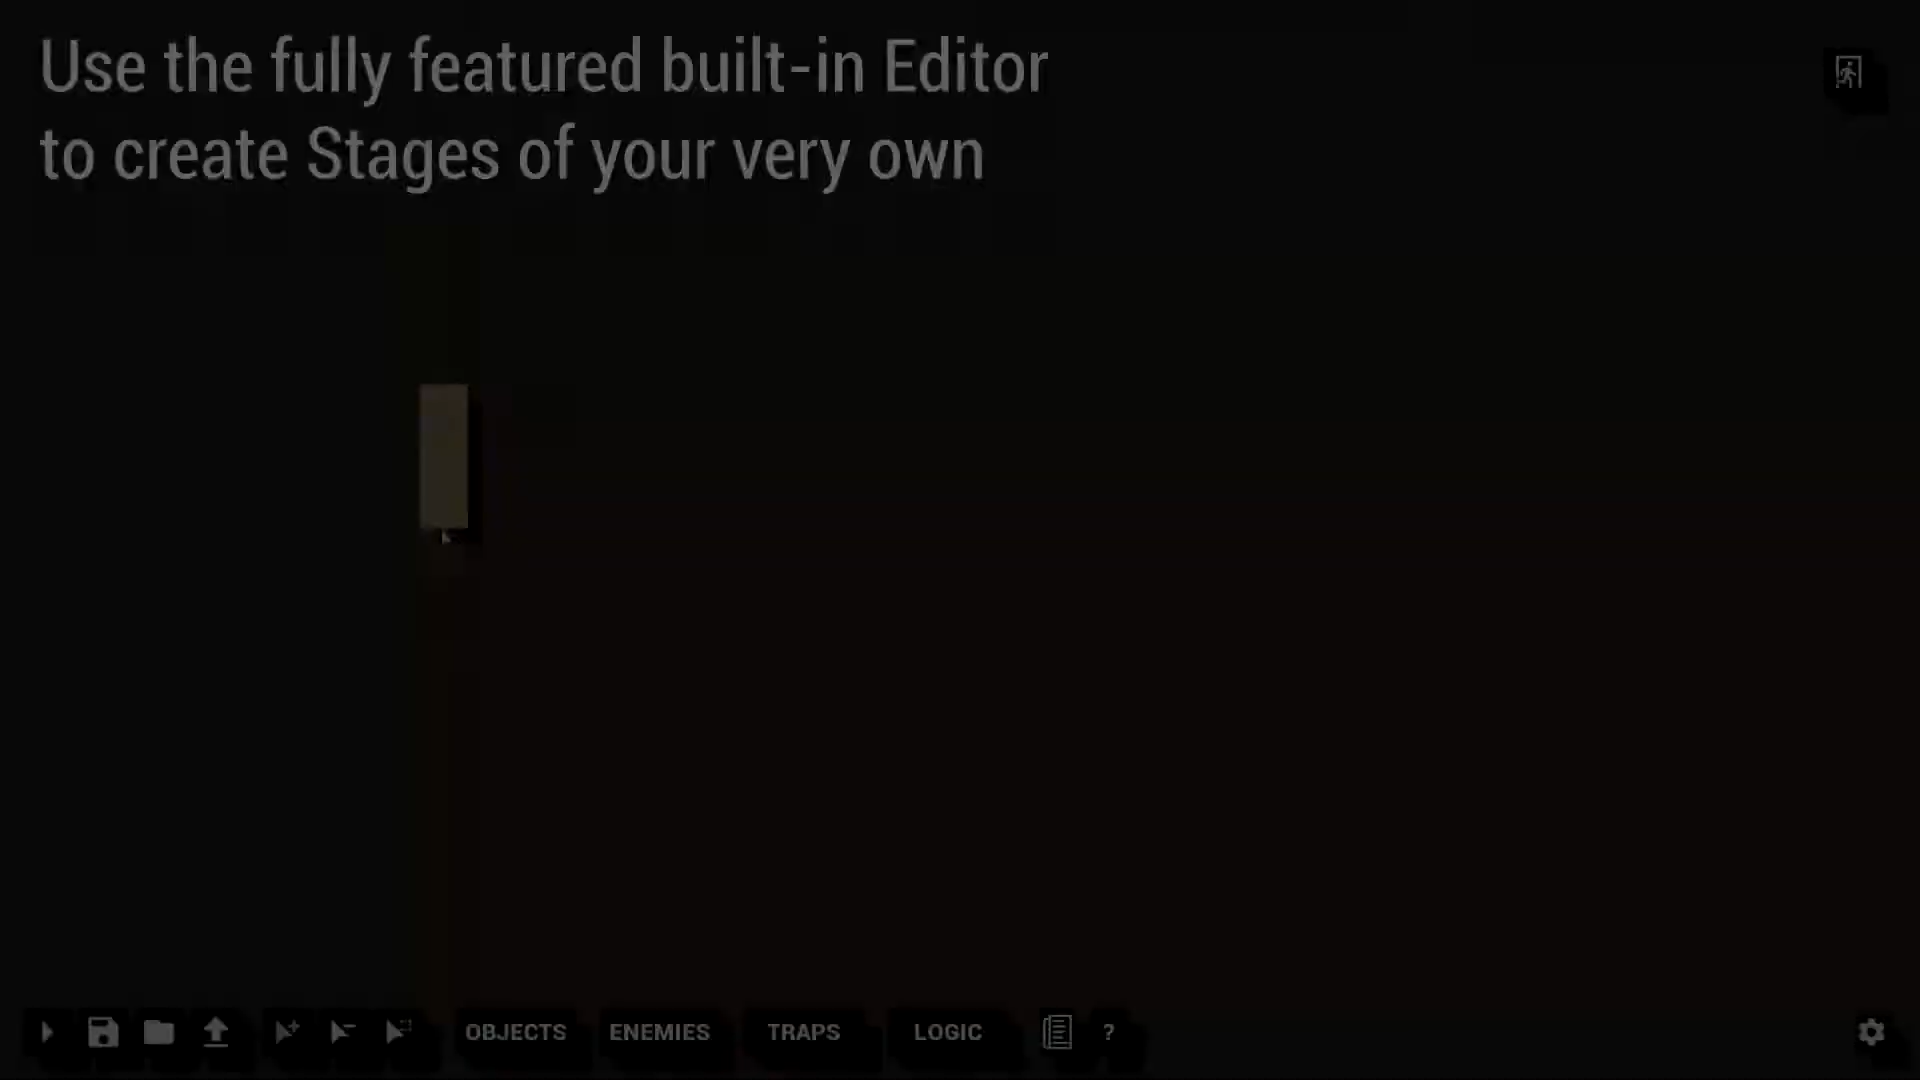 Use the fully featured built-in Editor
to create Stages of your very own
OBJECTS ENEMIES TRAPS LOGIC ?